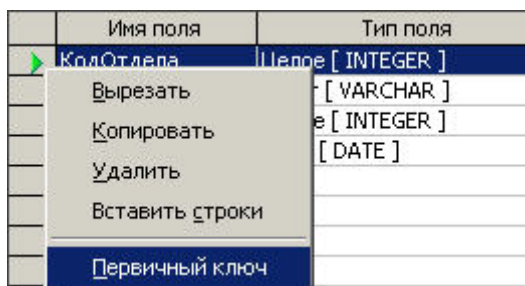 Имя поля Тип поля
КодОтдела Целое [ INTEGER ]
Вырезать [ VARCHAR ]
Копировать е [ INTEGER ]
Удалить [ DATE ]
Вставить строки
Первичный ключ